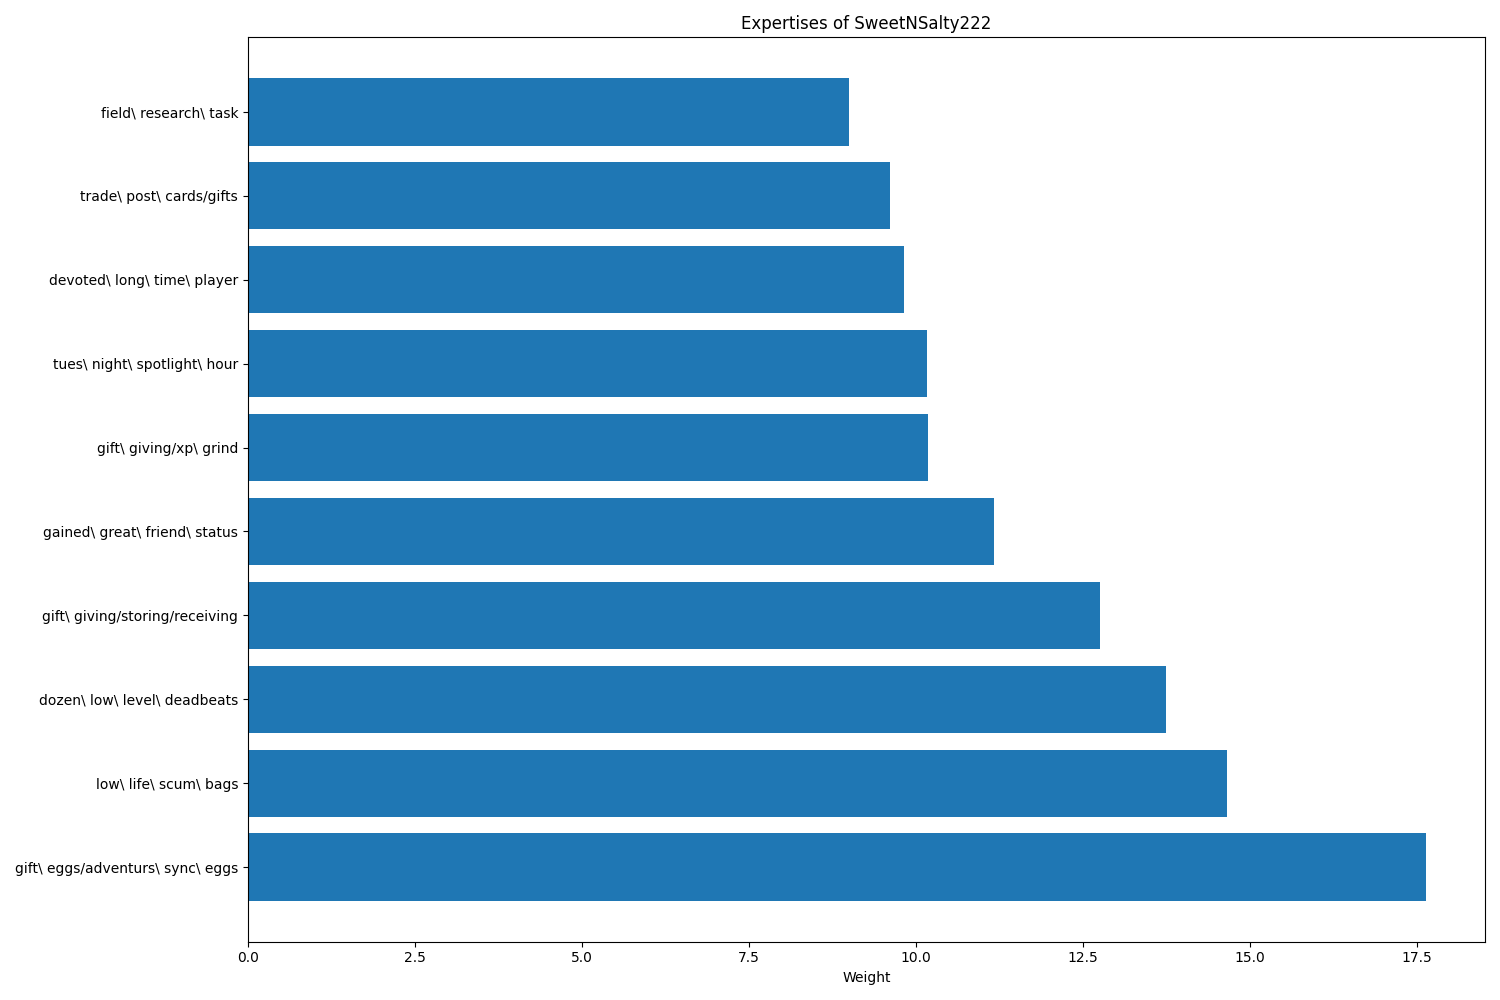 Expertises of SweetNSalty222
field\ research\ task
trade\ post\ cards/gifts
devoted\ long\ time\ player
tues\ night\ spotlight\ hour
gift\ giving/xp\ grind
gained\ great\ friend\ status
gift\ giving/storing/receiving
dozen\ low\ level\ deadbeats
low\ life\ scum\ bags
gift\ eggs/adventurs\ sync\ eggs
0.0 2.5 5.0 7.5 10.0 12.5 15.0 17.5
Weight